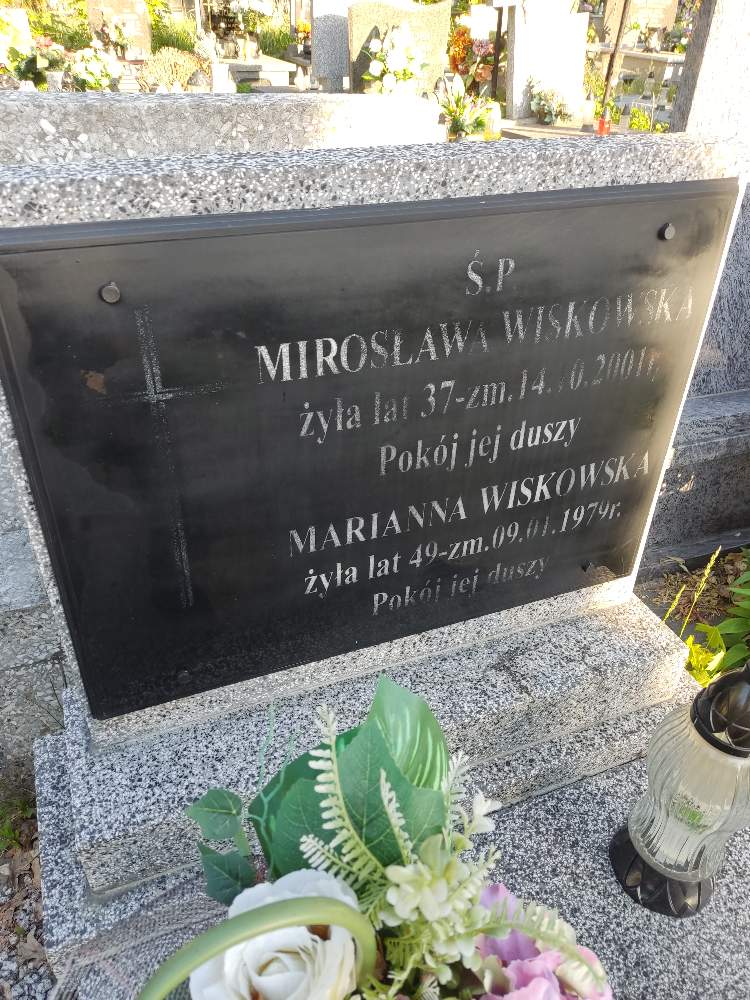 Ś.P
MIROSŁAWA WISKOWSKA
żyła lat 37-zm.14.10.2001r.
Pokój jej duszy
MARIANNA WISKOWSKA
żyła lat 49-zm.09.01.1979r.
Pokój jej duszy